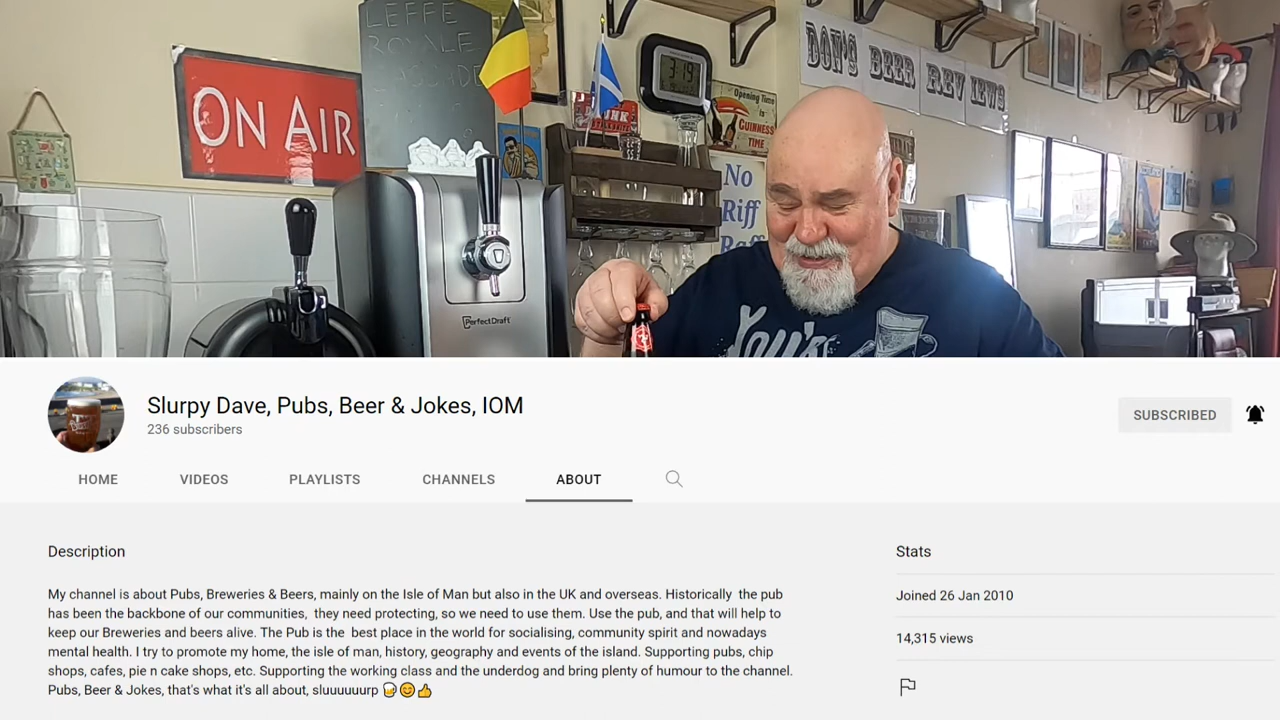 LEFFE
ROYALE
ON AIR
3:19
DON'S BEER REVIEWS
Opening Time
is
GUINNESS
TIME
No
Riff
Raff
PerfectDraft
You's
Slurpy Dave, Pubs, Beer & Jokes, IOM
236 subscribers
SUBSCRIBED
HOME
VIDEOS
PLAYLISTS
CHANNELS
ABOUT
Description
My channel is about Pubs, Breweries & Beers, mainly on the Isle of Man but also in the UK and overseas. Historically  the pub
has been the backbone of our communities,  they need protecting, so we need to use them. Use the pub, and that will help to
keep our Breweries and beers alive. The Pub is the  best place in the world for socialising, community spirit and nowadays
mental health. I try to promote my home, the isle of man, history, geography and events of the island. Supporting pubs, chip
shops, cafes, pie n cake shops, etc. Supporting the working class and the underdog and bring plenty of humour to the channel.
Pubs, Beer & Jokes, that's what it's all about, sluuuuuurp 🍺😊👍
Stats
Joined 26 Jan 2010
14,315 views